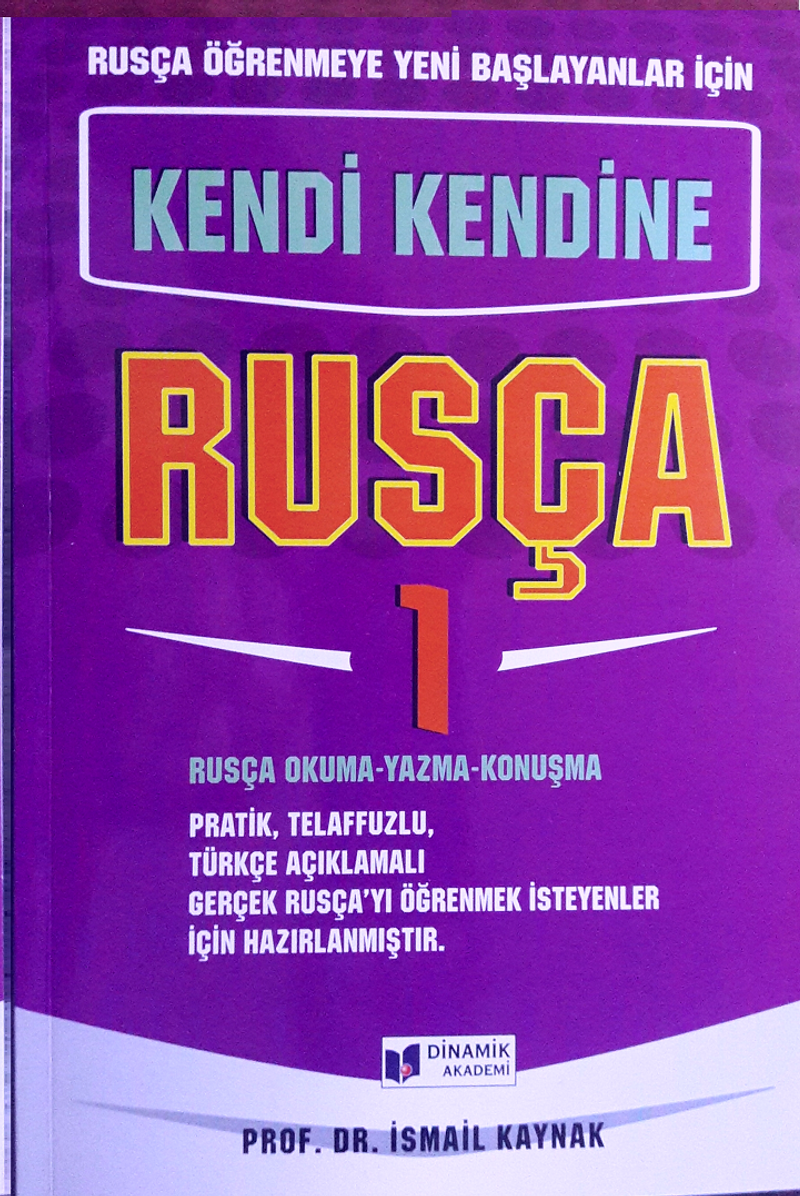 RUSÇA ÖĞRENMEYE YENİ BAŞLAYANLAR İÇİN
KENDİ KENDİNE
RUSÇA
1
RUSÇA OKUMA-YAZMA-KONUŞMA
PRATİK, TELAFFUZLU,
TÜRKÇE AÇIKLAMALI
GERÇEK RUSÇA'YI ÖĞRENMEK İSTEYENLER
İÇİN HAZIRLANMIŞTIR.
DİNAMİK
AKADEMİ
PROF. DR. İSMAİL KAYNAK